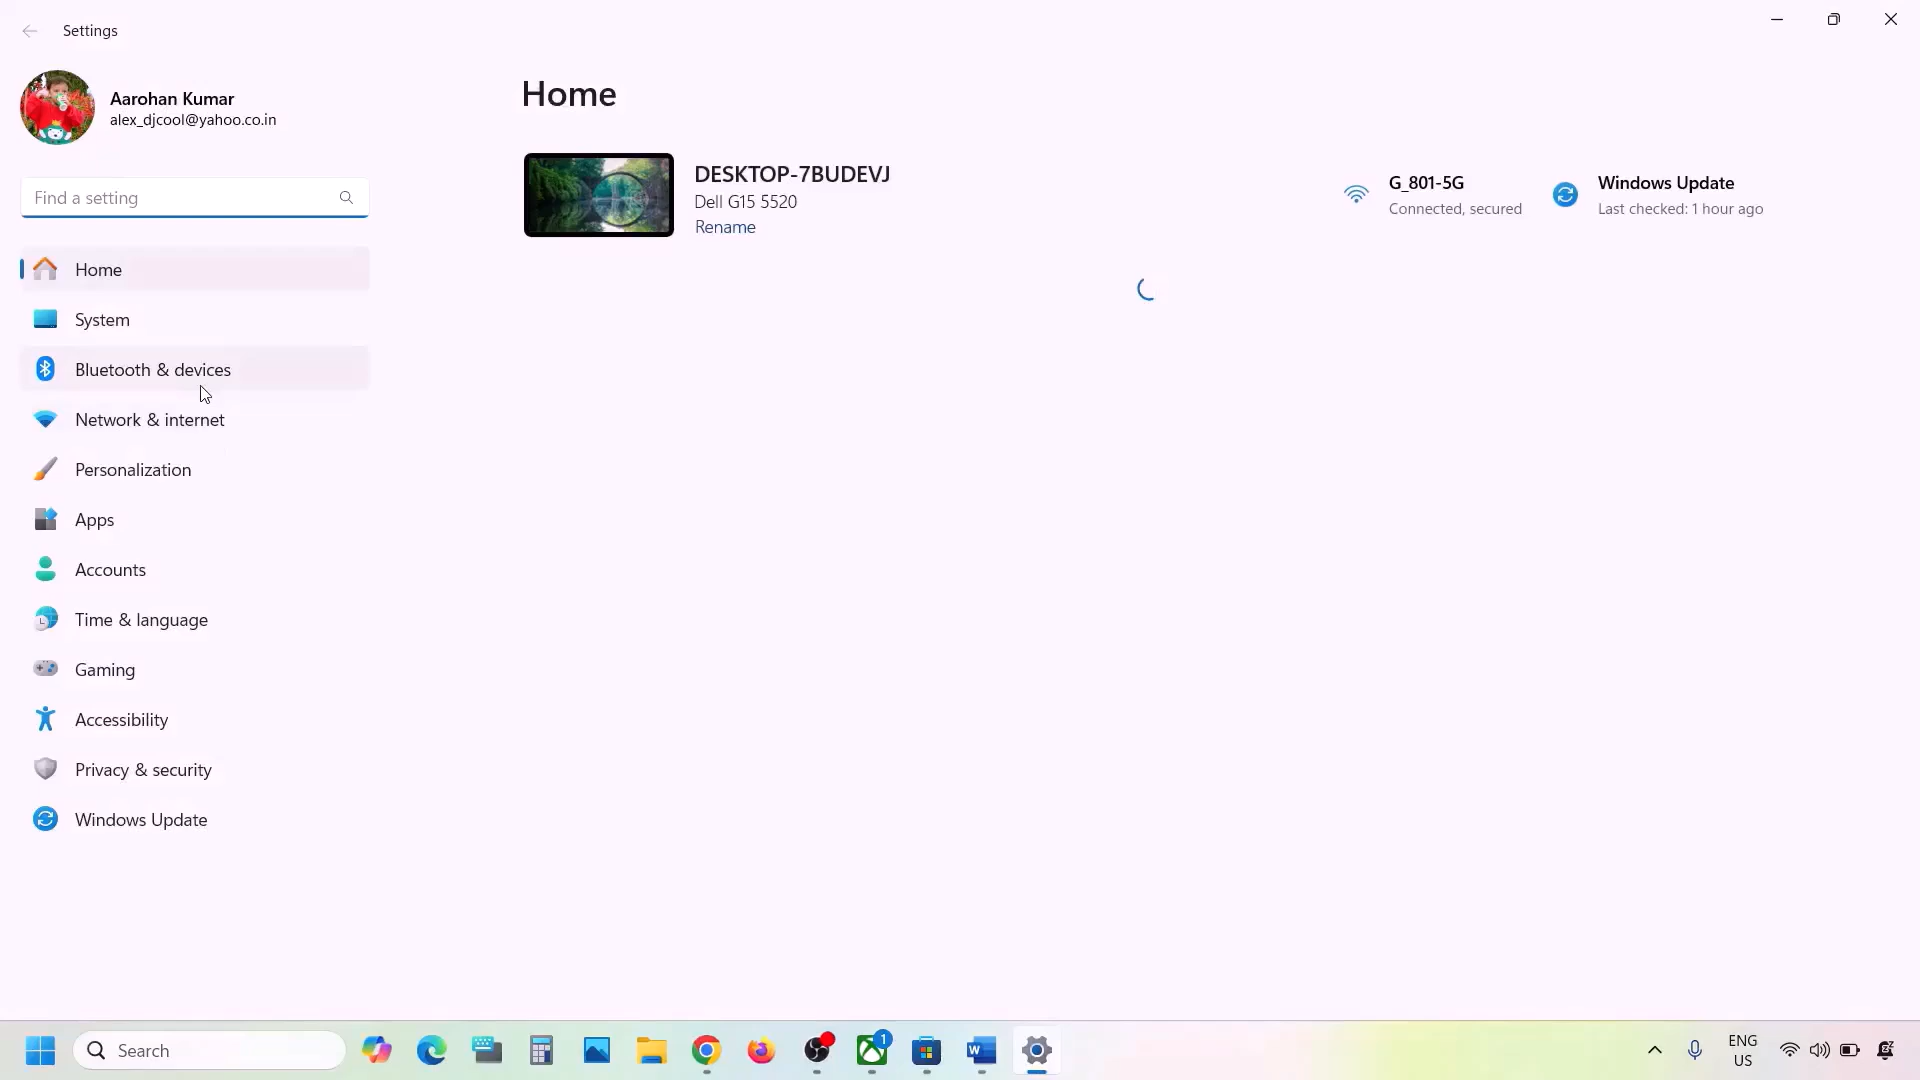 Settings
Aarohan Kumar
alex_djcool@yahoo.co.in
Find a setting
Home
System
Bluetooth & devices
Network & internet
Personalization
Apps
Accounts
Time & language
Gaming
Accessibility
Privacy & security
Windows Update
Home
DESKTOP-7BUDEVJ
Dell G15 5520
Rename
G_801-5G
Connected, secured
Windows Update
Last checked: 1 hour ago
Search
1
ENG
US